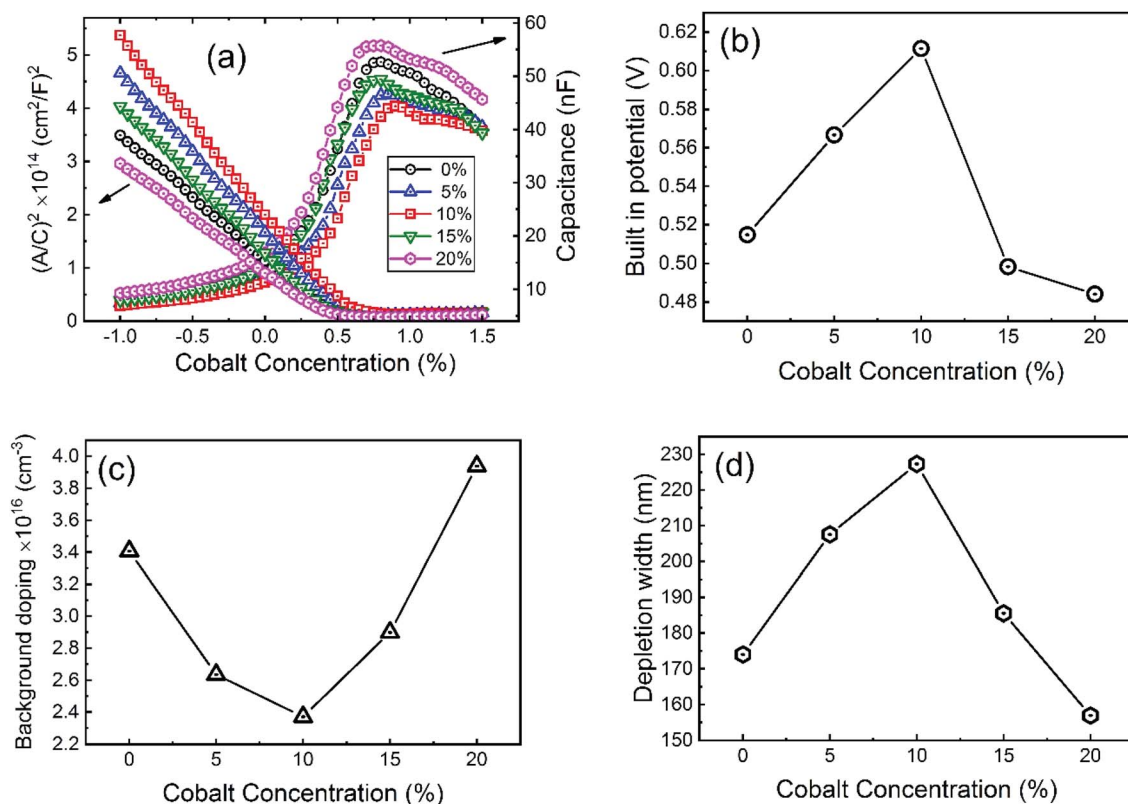 (a)
(A/C)² ×10¹⁴ (cm²/F)²
5
4
3
2
1
0
-1.0 -0.5 0.0 0.5 1.0 1.5
Cobalt Concentration (%)
60
50
40
30
20
10
Capacitance (nF)
0%
5%
10%
15%
20%
(b)
Built in potential (V)
0.62
0.60
0.58
0.56
0.54
0.52
0.50
0.48
0 5 10 15 20
Cobalt Concentration (%)
(c)
Background doping ×10¹⁶ (cm⁻³)
4.0
3.8
3.6
3.4
3.2
3.0
2.8
2.6
2.4
2.2
0 5 10 15 20
Cobalt Concentration (%)
(d)
Depletion width (nm)
230
220
210
200
190
180
170
160
150
0 5 10 15 20
Cobalt Concentration (%)